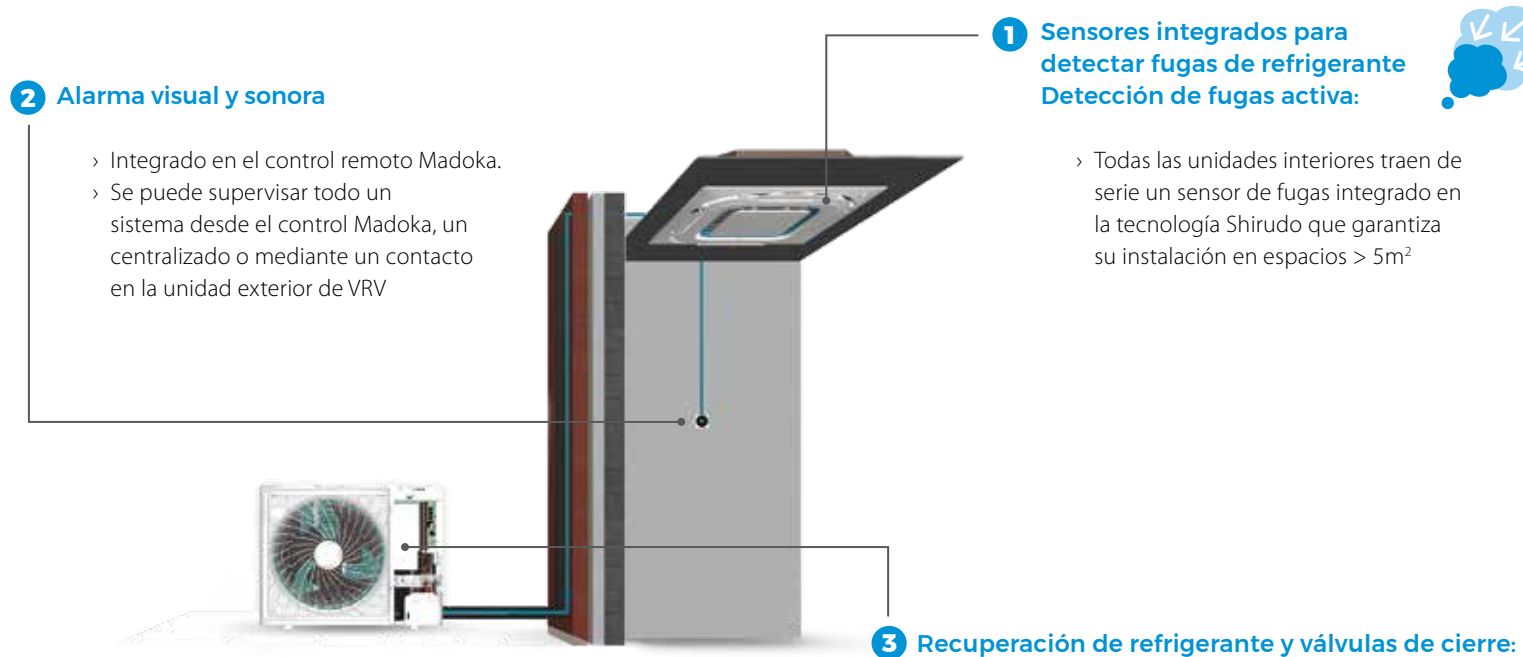 1 Sensores integrados para
detectar fugas de refrigerante
Detección de fugas activa:
› Todas las unidades interiores traen de
serie un sensor de fugas integrado en
la tecnología Shirudo que garantiza
su instalación en espacios > 5m²
2 Alarma visual y sonora
› Integrado en el control remoto Madoka.
› Se puede supervisar todo un
sistema desde el control Madoka, un
centralizado o mediante un contacto
en la unidad exterior de VRV
3 Recuperación de refrigerante y válvulas de cierre: